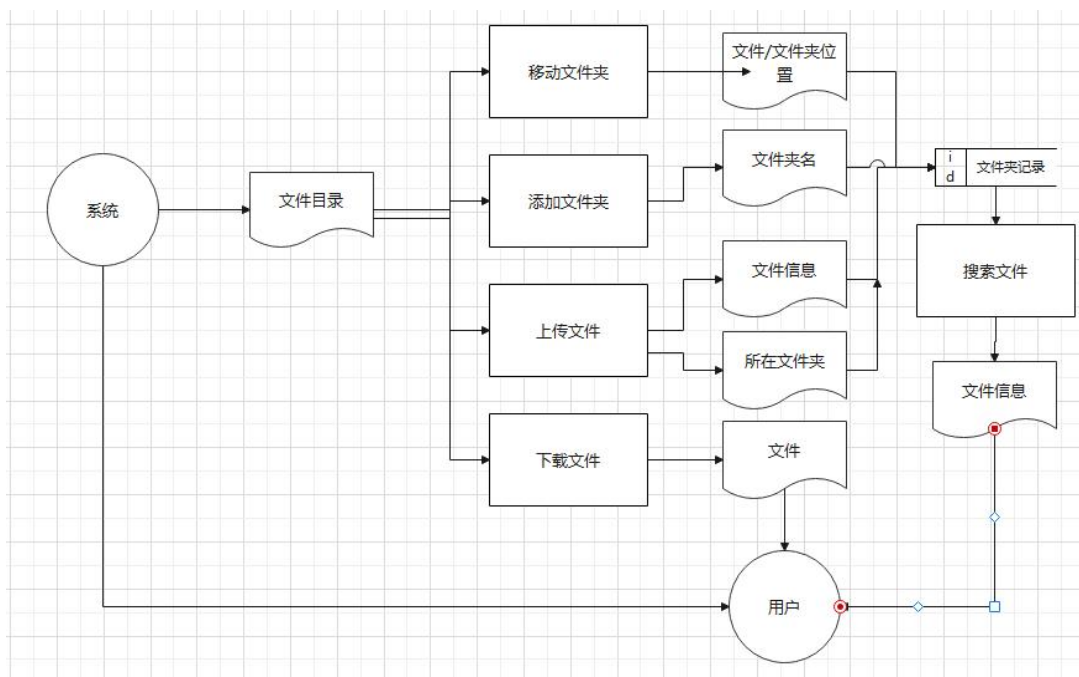 移动文件夹
文件/文件夹位
置
系统
文件目录
添加文件夹
文件夹名
i
d
文件夹记录
上传文件
文件信息
搜索文件
所在文件夹
文件信息
下载文件
文件
用户